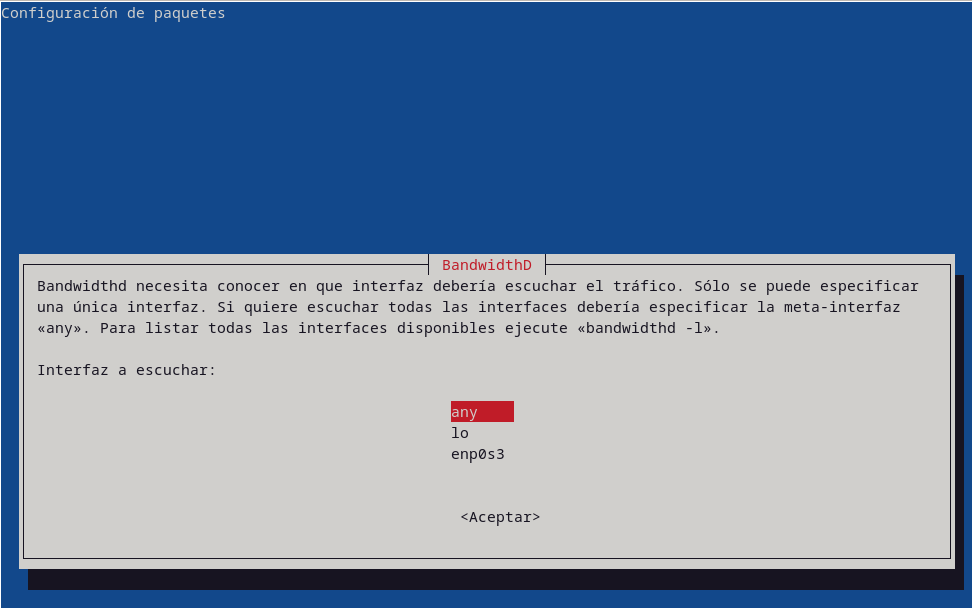 Configuración de paquetes
BandwidthD
Bandwidthd necesita conocer en que interfaz debería escuchar el tráfico. Sólo se puede especificar
una única interfaz. Si quiere escuchar todas las interfaces debería especificar la meta-interfaz
«any». Para listar todas las interfaces disponibles ejecute «bandwidthd -l».
Interfaz a escuchar:
any
lo
enp0s3
<Aceptar>